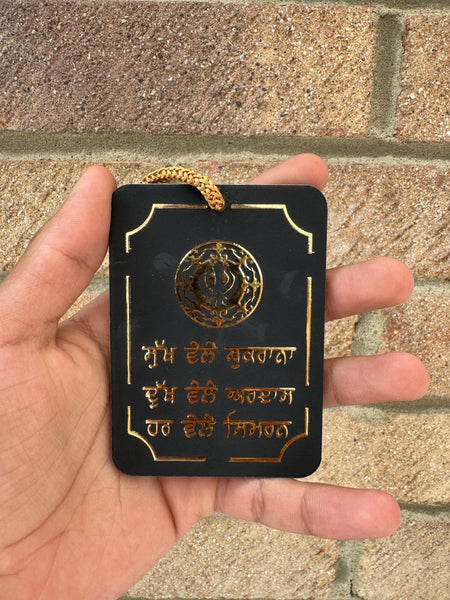 ਸੁੱਖ ਵੇਲੇ ਸ਼ੁਕਰਾਨਾ
ਦੁੱਖ ਵੇਲੇ ਅਰਦਾਸ
ਹਰ ਵੇਲੇ ਸਿਮਰਨ